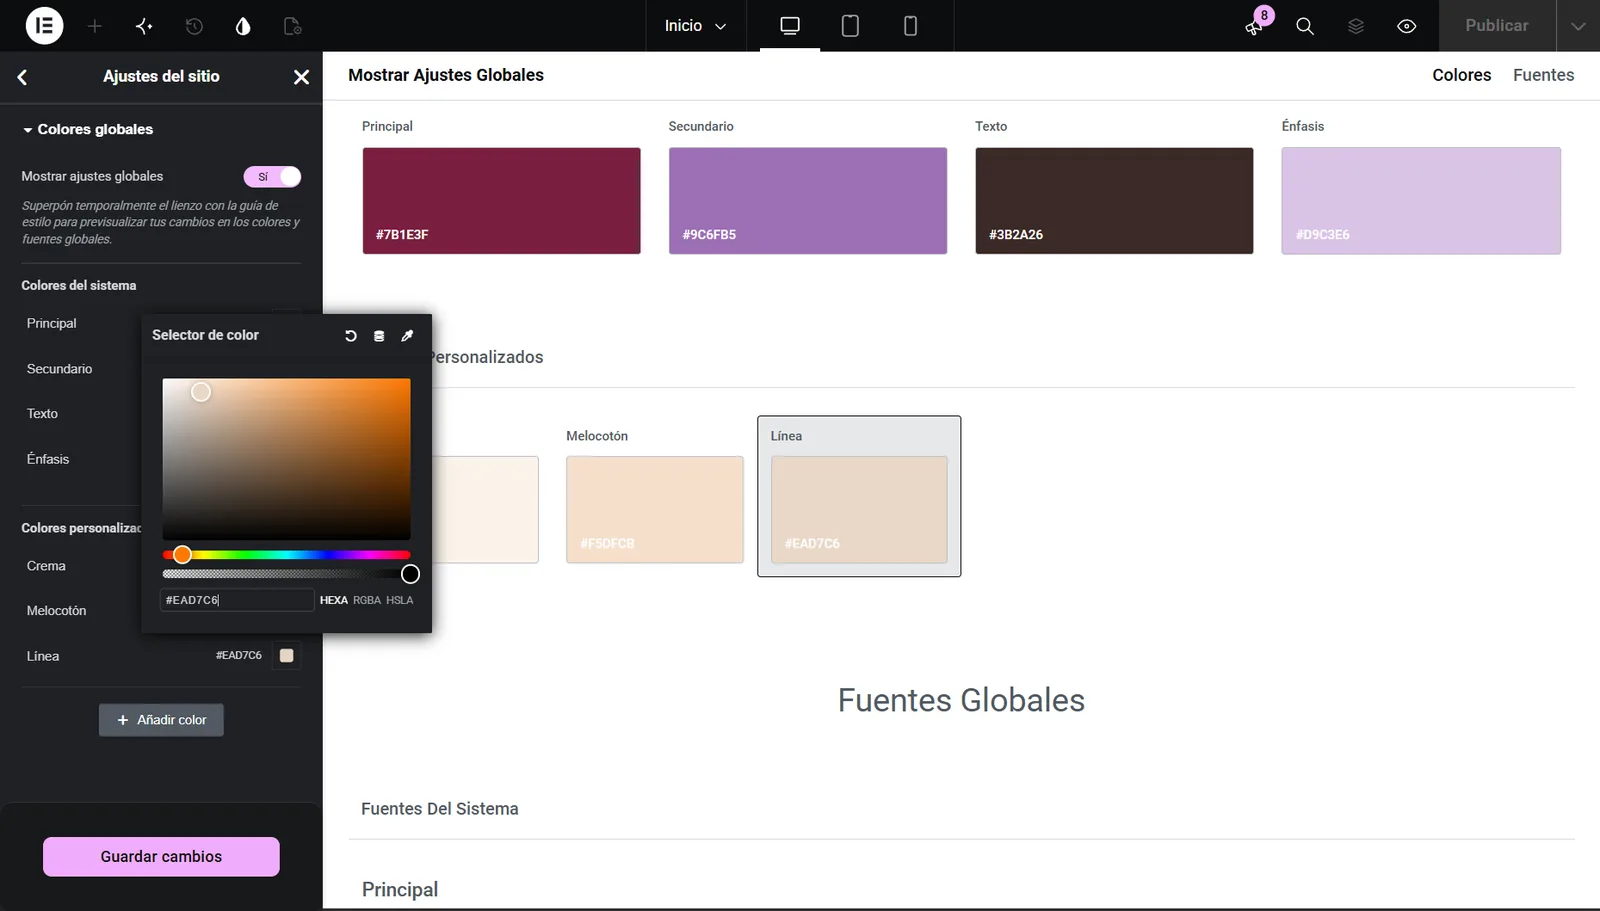 Inicio
8
Publicar
Ajustes del sitio
Colores globales
Mostrar ajustes globales
Sí
Superpón temporalmente el lienzo con la guía de
estilo para previsualizar tus cambios en los colores y
fuentes globales.
Colores del sistema
Principal
Secundario
Texto
Énfasis
Colores personalizac
Crema
Melocotón
Línea
#EAD7C6
+ Añadir color
Guardar cambios
Selector de color
#EAD7C6
HEXA RGBA HSLA
Mostrar Ajustes Globales
Colores
Fuentes
Principal
Secundario
Texto
Énfasis
#7B1E3F
#9C6FB5
#3B2A26
#D9C3E6
Personalizados
Melocotón
Línea
#F5DFCB
#EAD7C6
Fuentes Globales
Fuentes Del Sistema
Principal